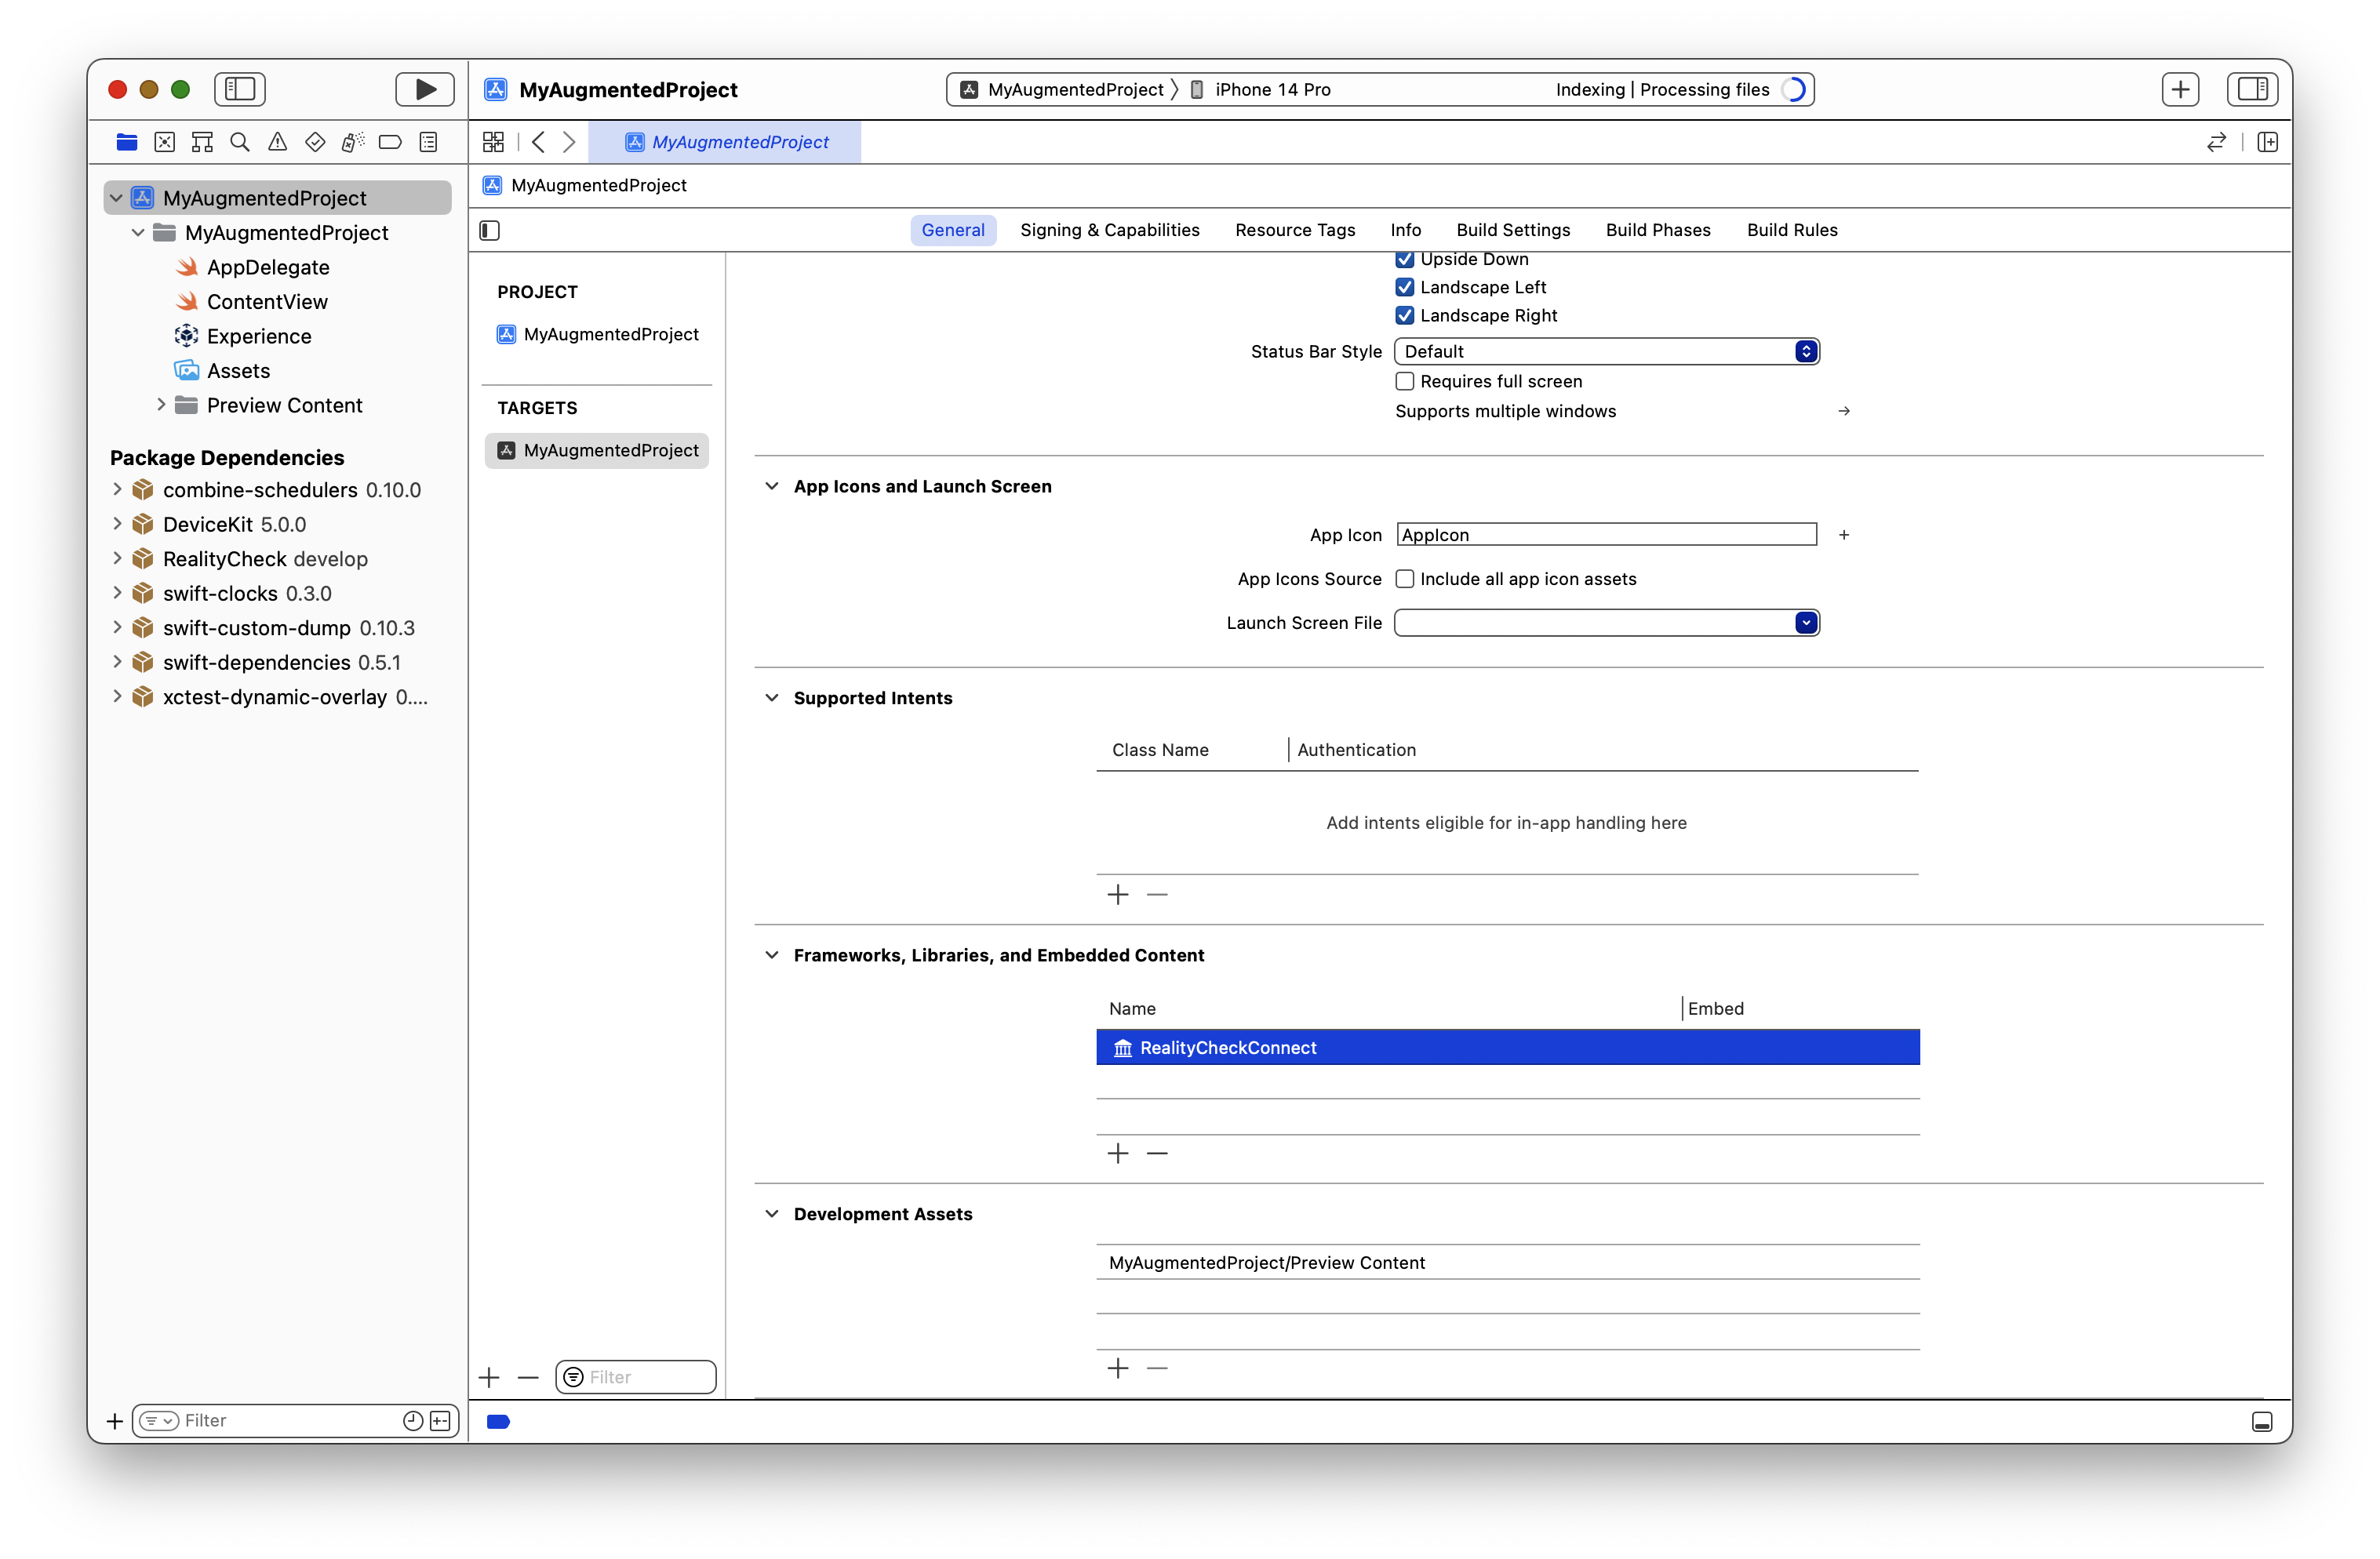 MyAugmentedProject
MyAugmentedProject
iPhone 14 Pro
Indexing | Processing files
MyAugmentedProject
MyAugmentedProject
MyAugmentedProject
MyAugmentedProject
AppDelegate
ContentView
Experience
Assets
Preview Content
Package Dependencies
combine-schedulers 0.10.0
DeviceKit 5.0.0
RealityCheck develop
swift-clocks 0.3.0
swift-custom-dump 0.10.3
swift-dependencies 0.5.1
xctest-dynamic-overlay 0....
Filter
General
Signing & Capabilities
Resource Tags
Info
Build Settings
Build Phases
Build Rules
PROJECT
MyAugmentedProject
TARGETS
MyAugmentedProject
Filter
Upside Down
Landscape Left
Landscape Right
Status Bar Style
Default
Requires full screen
Supports multiple windows
App Icons and Launch Screen
App Icon
AppIcon
App Icons Source
Include all app icon assets
Launch Screen File
Supported Intents
Class Name
Authentication
Add intents eligible for in-app handling here
Frameworks, Libraries, and Embedded Content
Name
Embed
RealityCheckConnect
Development Assets
MyAugmentedProject/Preview Content